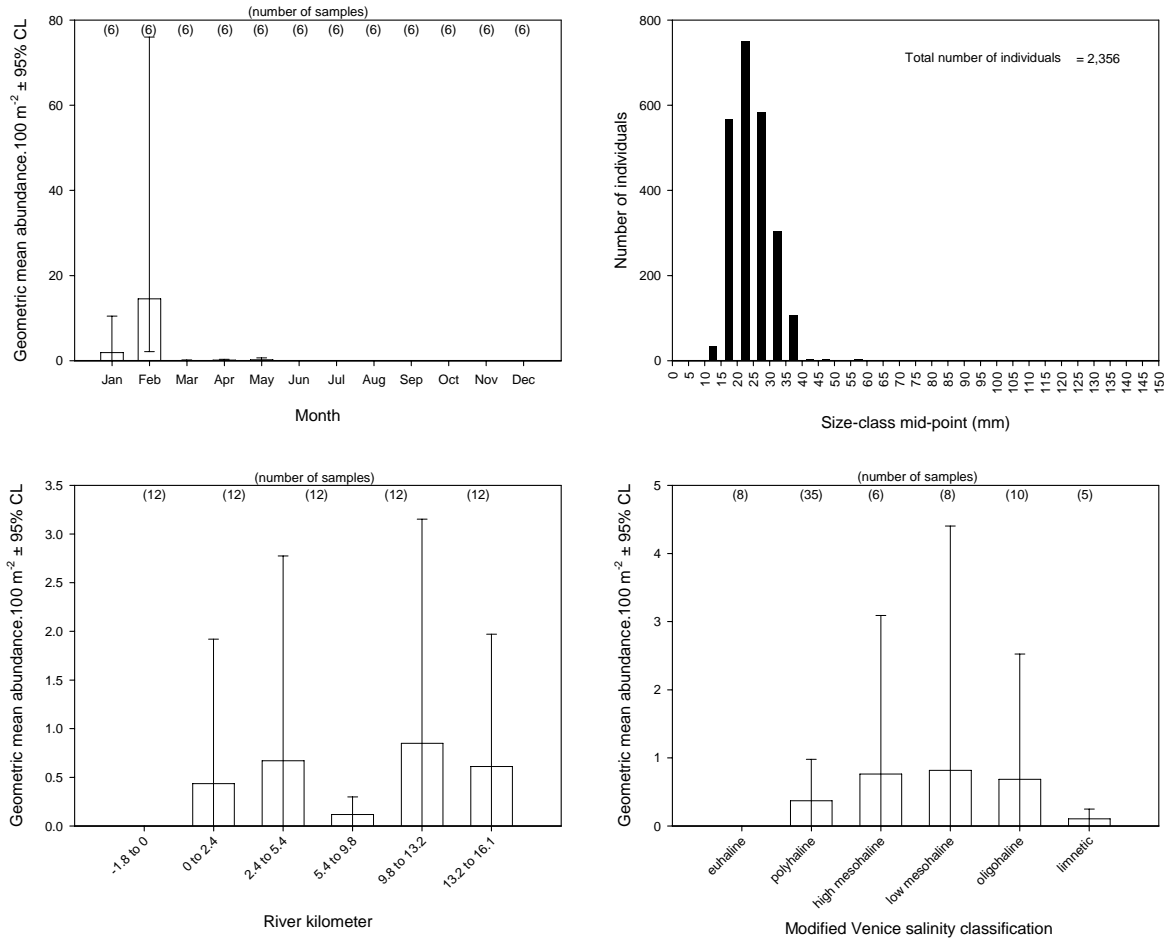 (number of samples)
(6) (6) (6) (6) (6) (6) (6) (6) (6) (6) (6) (6)
80
60
40
20
0
Geometric mean abundance.100 m⁻² ± 95% CL
Jan Feb Mar Apr May Jun Jul Aug Sep Oct Nov Dec
Month
800
600
400
200
0
Number of individuals
Total number of individuals = 2,356
0 5 10 15 20 25 30 35 40 45 50 55 60 65 70 75 80 85 90 95 100 105 110 115 120 125 130 135 140 145 150
Size-class mid-point (mm)
(number of samples)
(12) (12) (12) (12) (12)
3.5
3.0
2.5
2.0
1.5
1.0
0.5
0.0
Geometric mean abundance.100 m⁻² ± 95% CL
-1.8 to 0 0 to 2.4 2.4 to 5.4 5.4 to 9.8 9.8 to 13.2 13.2 to 16.1
River kilometer
(number of samples)
(8) (35) (6) (8) (10) (5)
5
4
3
2
1
0
Geometric mean abundance.100 m⁻² ± 95% CL
euhaline polyhaline high mesohaline low mesohaline oligohaline limnetic
Modified Venice salinity classification